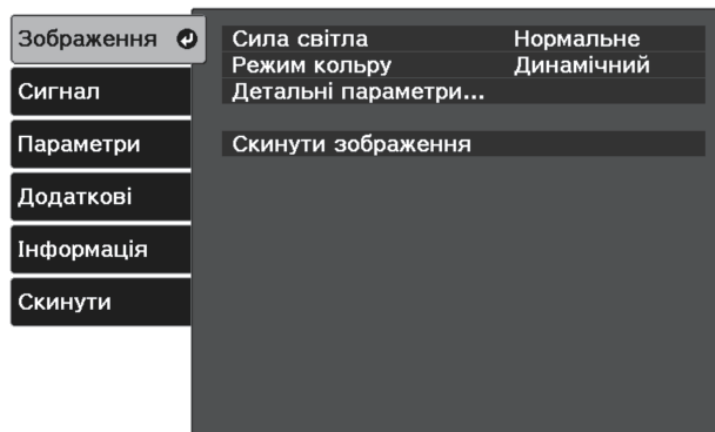 Зображення
Сигнал
Параметри
Додаткові
Інформація
Скинути
Сила світла Нормальне
Режим кольру Динамічний
Детальні параметри...
Скинути зображення